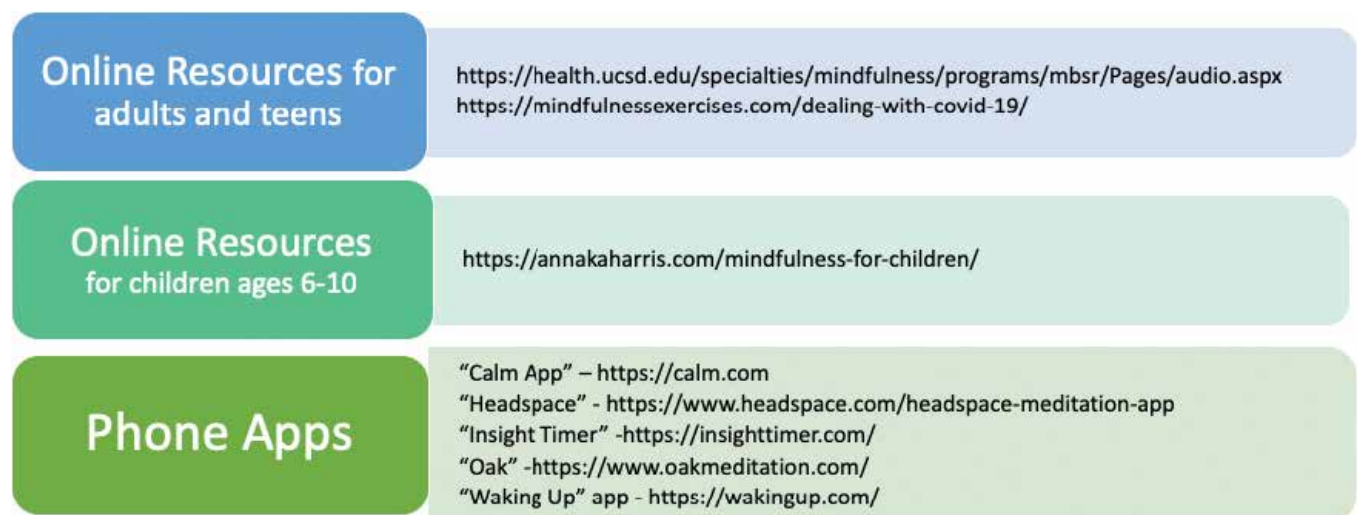 Online Resources for
adults and teens
https://health.ucsd.edu/specialties/mindfulness/programs/mbsr/Pages/audio.aspx
https://mindfulnessexercises.com/dealing-with-covid-19/
Online Resources
for children ages 6-10
https://annakaharris.com/mindfulness-for-children/
Phone Apps
“Calm App” – https://calm.com
“Headspace” - https://www.headspace.com/headspace-meditation-app
“Insight Timer” -https://insighttimer.com/
“Oak” -https://www.oakmeditation.com/
“Waking Up” app - https://wakingup.com/